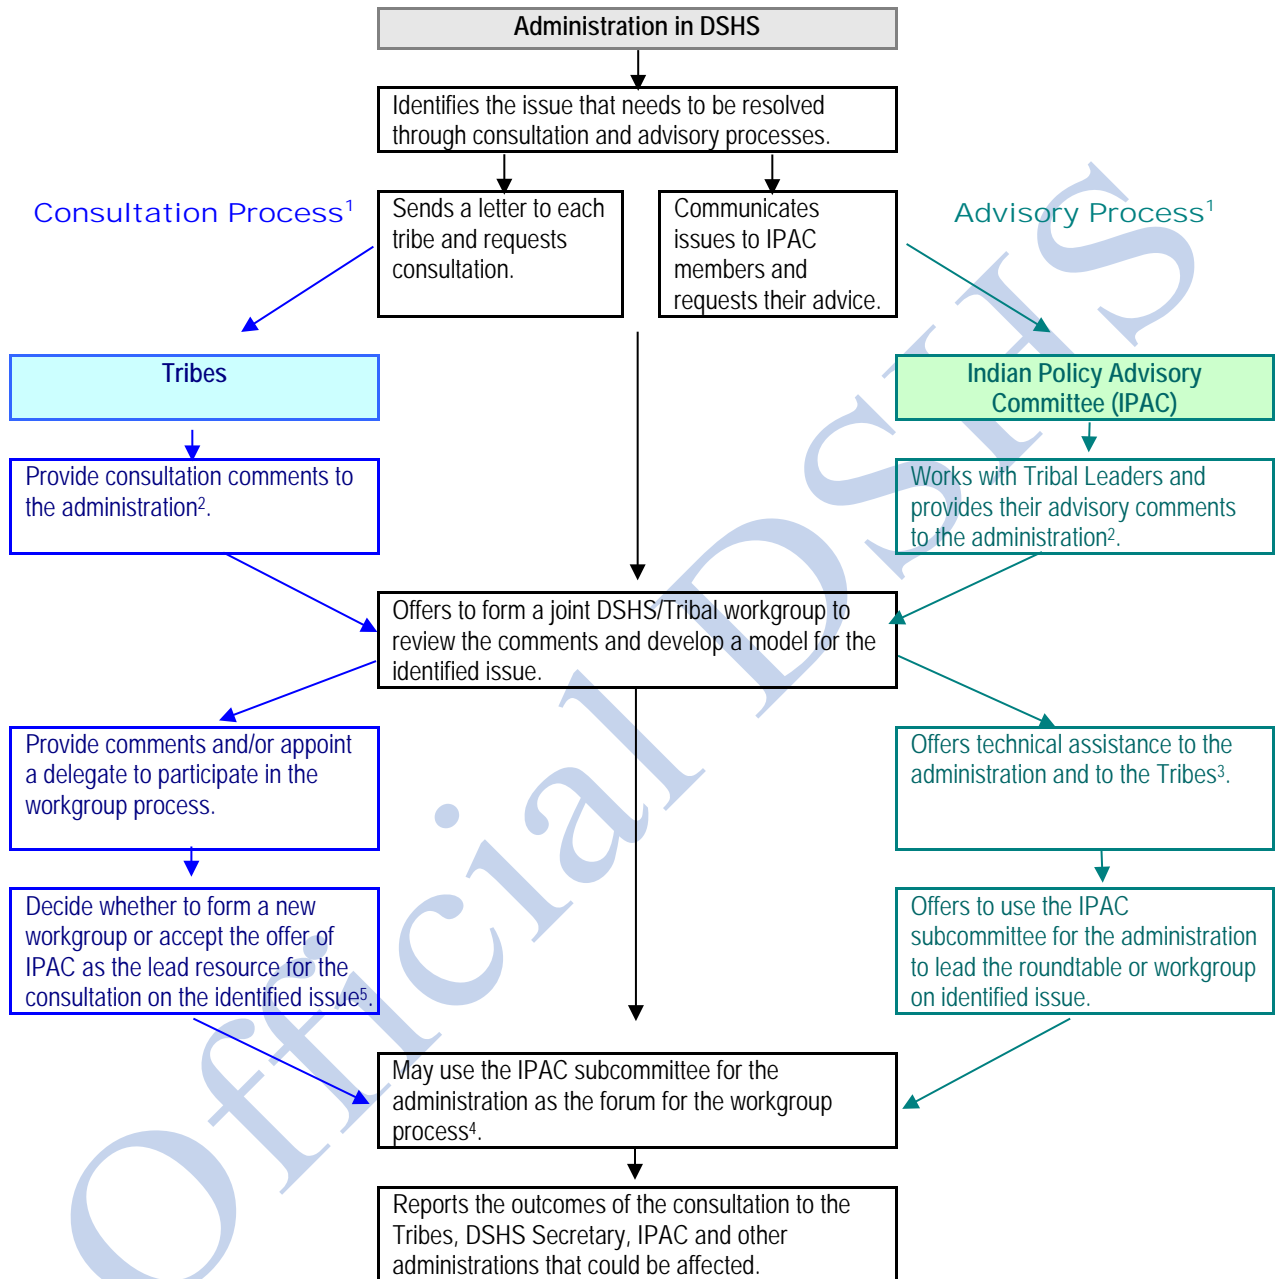 Administration in DSHS
Identifies the issue that needs to be resolved
through consultation and advisory processes.
Consultation Process¹
Sends a letter to each
tribe and requests
consultation.
Communicates
issues to IPAC
members and
requests their advice.
Advisory Process¹
Tribes
Indian Policy Advisory
Committee (IPAC)
Provide consultation comments to
the administration².
Works with Tribal Leaders and
provides their advisory comments
to the administration².
Offers to form a joint DSHS/Tribal workgroup to
review the comments and develop a model for the
identified issue.
Provide comments and/or appoint
a delegate to participate in the
workgroup process.
Offers technical assistance to the
administration and to the Tribes³.
Decide whether to form a new
workgroup or accept the offer of
IPAC as the lead resource for the
consultation on the identified issue⁵.
Offers to use the IPAC
subcommittee for the administration
to lead the roundtable or workgroup
on identified issue.
May use the IPAC subcommittee for the
administration as the forum for the workgroup
process⁴.
Reports the outcomes of the consultation to the
Tribes, DSHS Secretary, IPAC and other
administrations that could be affected.
Official DSHS